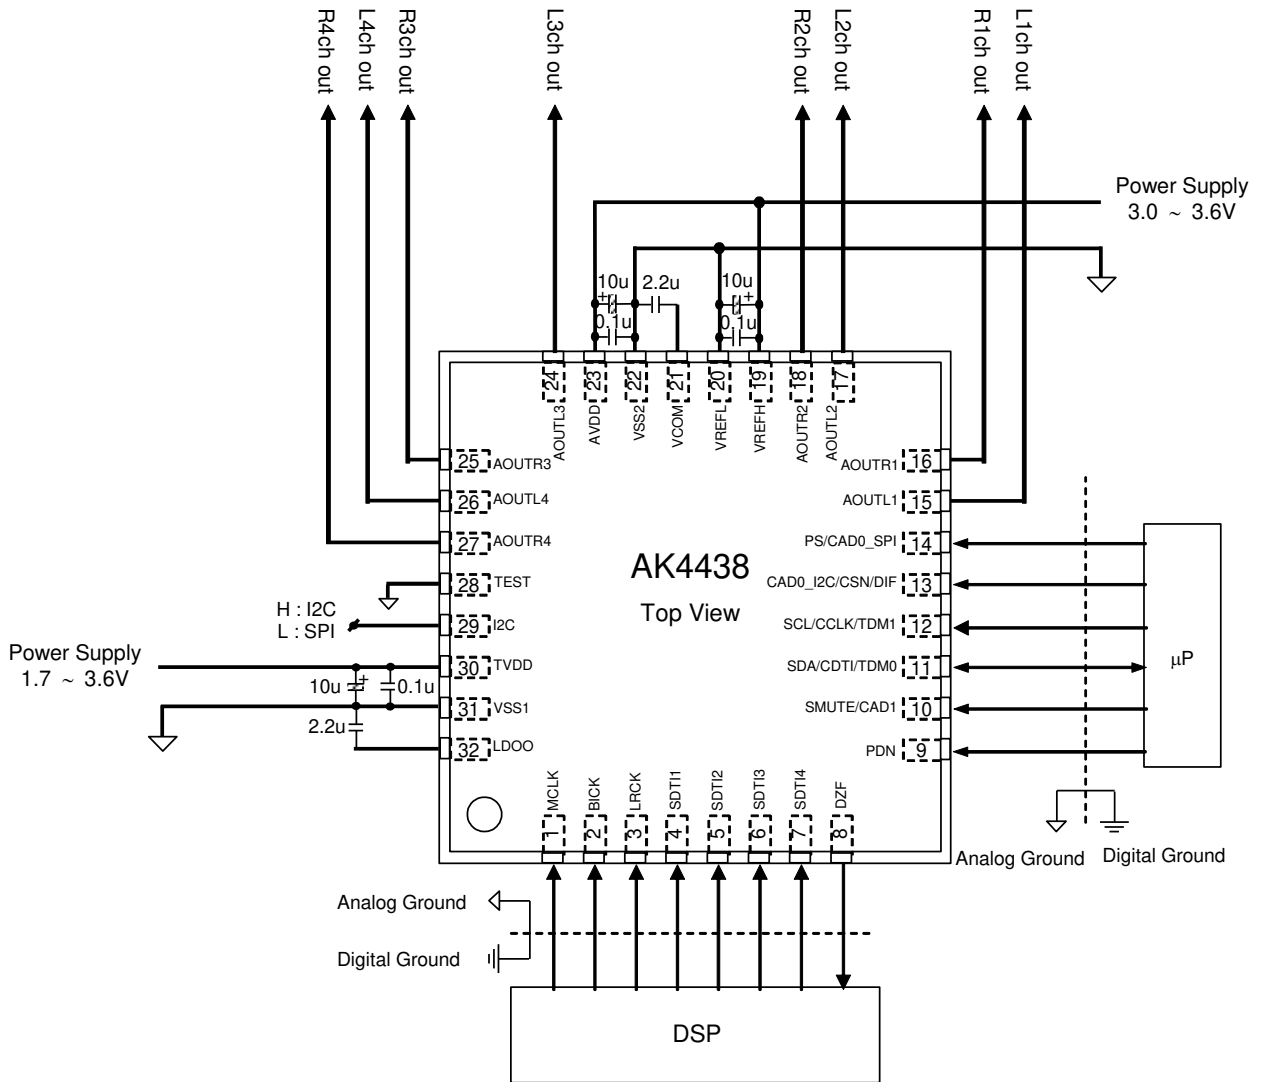 R4ch out
L4ch out
R3ch out
L3ch out
R2ch out
L2ch out
R1ch out
L1ch out
Power Supply
3.0 ~ 3.6V
10u
+
2.2u
0.1u
10u
+
0.1u
24
23
22
21
20
19
18
17
AOUTL3
AVDD
VSS2
VCOM
VREFL
VREFH
AOUTR2
AOUTL2
25 AOUTR3
26 AOUTL4
27 AOUTR4
28 TEST
H : I2C
L : SPI
29 I2C
Power Supply
1.7 ~ 3.6V
30 TVDD
10u
+
0.1u
31 VSS1
2.2u
32 LDOO
AK4438
Top View
AOUTR1 16
AOUTL1 15
PS/CAD0_SPI 14
CAD0_I2C/CSN/DIF 13
SCL/CCLK/TDM1 12
SDA/CDTI/TDM0 11
SMUTE/CAD1 10
PDN 9
µP
MCLK
BICK
LRCK
SDTI1
SDTI2
SDTI3
SDTI4
DZF
1
2
3
4
5
6
7
8
Analog Ground
Digital Ground
Analog Ground
Digital Ground
DSP